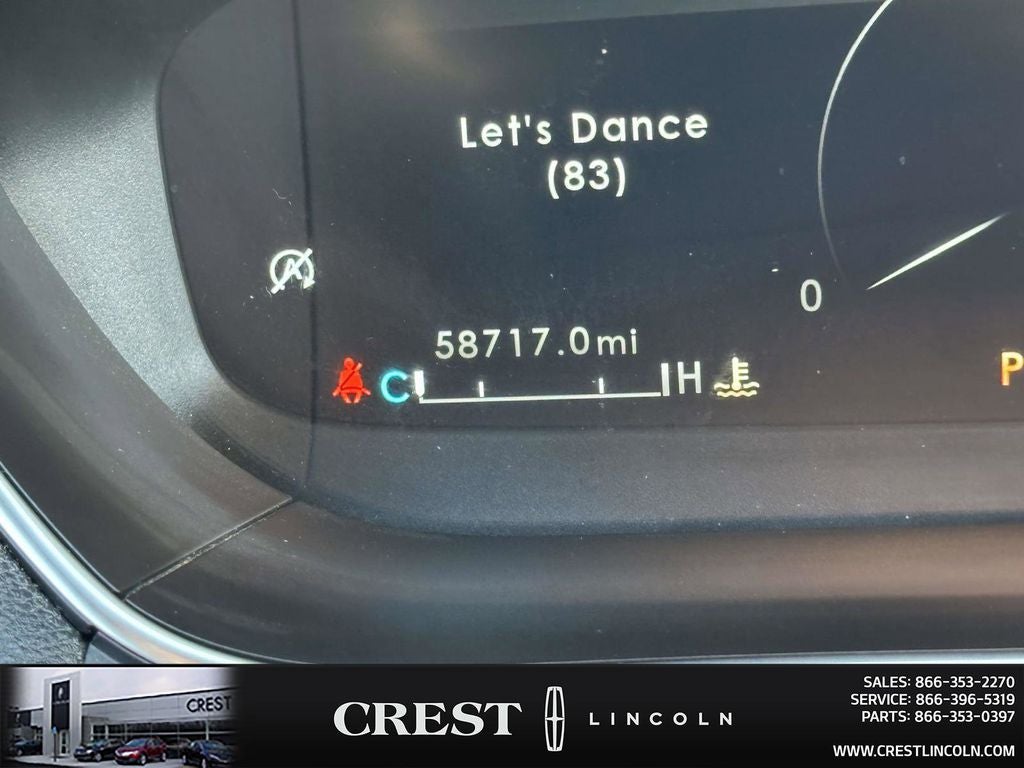 Let's Dance
(83)
A
0
58717.0mi
C
H
P
CREST
CREST LINCOLN
SALES: 866-353-2270
SERVICE: 866-396-5319
PARTS: 866-353-0397
WWW.CRESTLINCOLN.COM